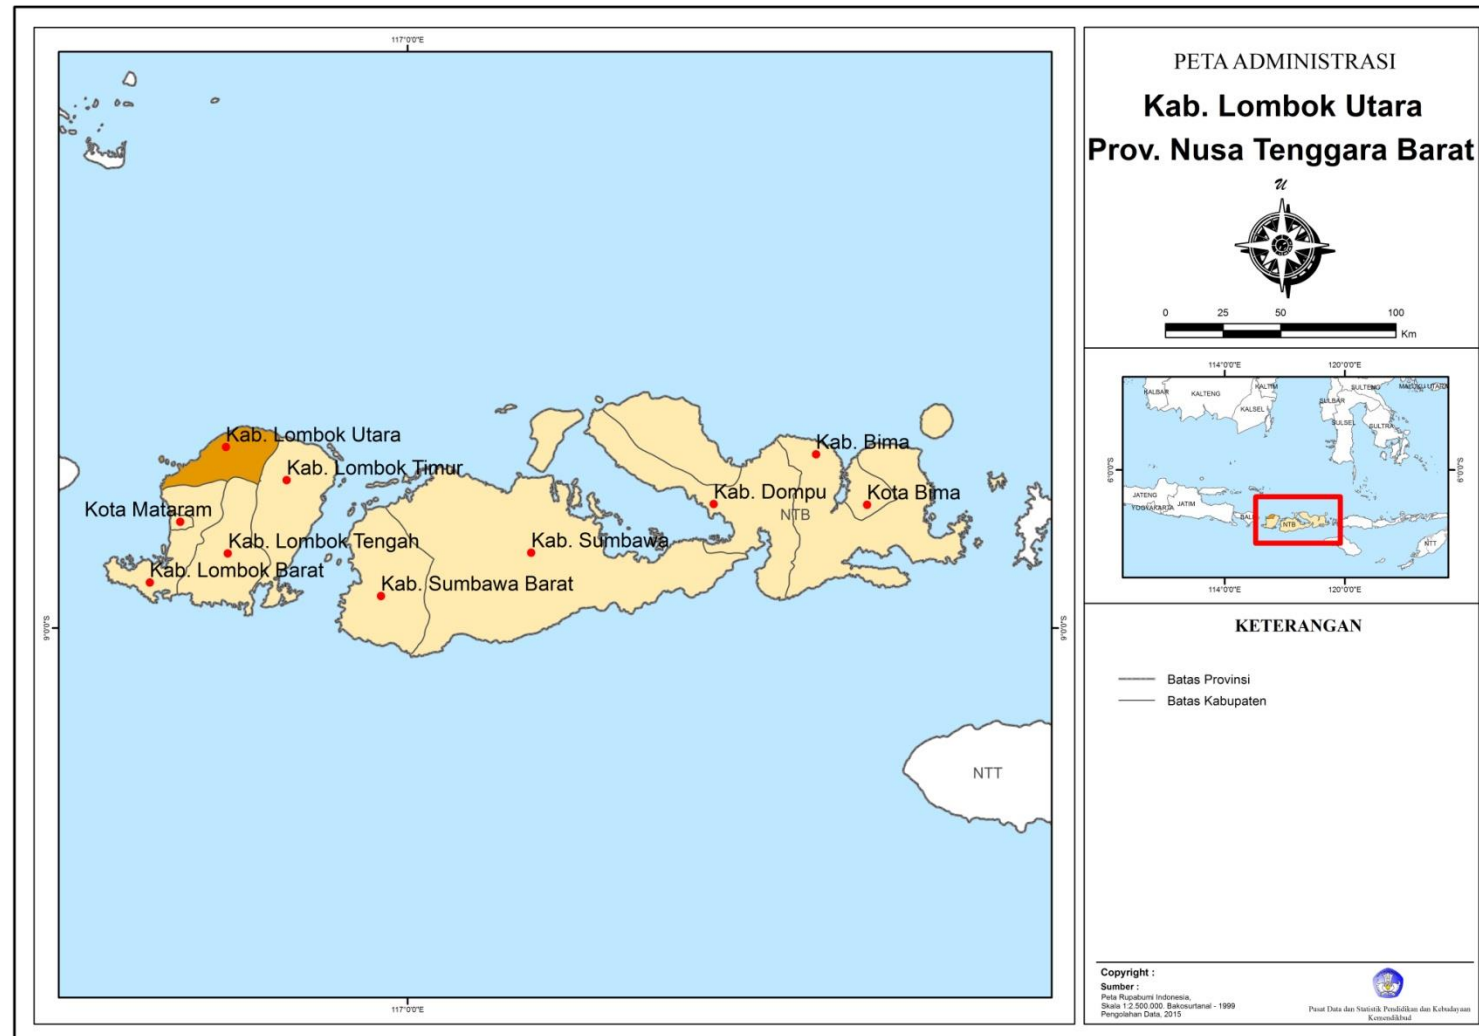 117°0'0"E
Kab. Lombok Utara
Kab. Lombok Timur
Kota Mataram
Kab. Lombok Tengah
Kab. Lombok Barat
Kab. Sumbawa Barat
Kab. Sumbawa
Kab. Dompu
Kab. Bima
Kota Bima
NTB
NTT
9°0'0"S
9°0'0"S
117°0'0"E
PETA ADMINISTRASI
Kab. Lombok Utara
Prov. Nusa Tenggara Barat
U
0 25 50 100
Km
114°0'0"E 120°0'0"E
KALBAR
KALTENG
KALTIM
KALSEL
SULTENG
MALUKU UTARA
SULBAR
SULSEL
SULTRA
6°0'0"S
6°0'0"S
JATENG
YOGYAKARTA
JATIM
BALI
NTB
NTT
114°0'0"E 120°0'0"E
KETERANGAN
Batas Provinsi
Batas Kabupaten
Copyright :
Sumber :
Peta Rupabumi Indonesia,
Skala 1:2.500.000. Bakosurtanal - 1999
Pengolahan Data, 2015
Pusat Data dan Statistik Pendidikan dan Kebudayaan
Kemendikbud